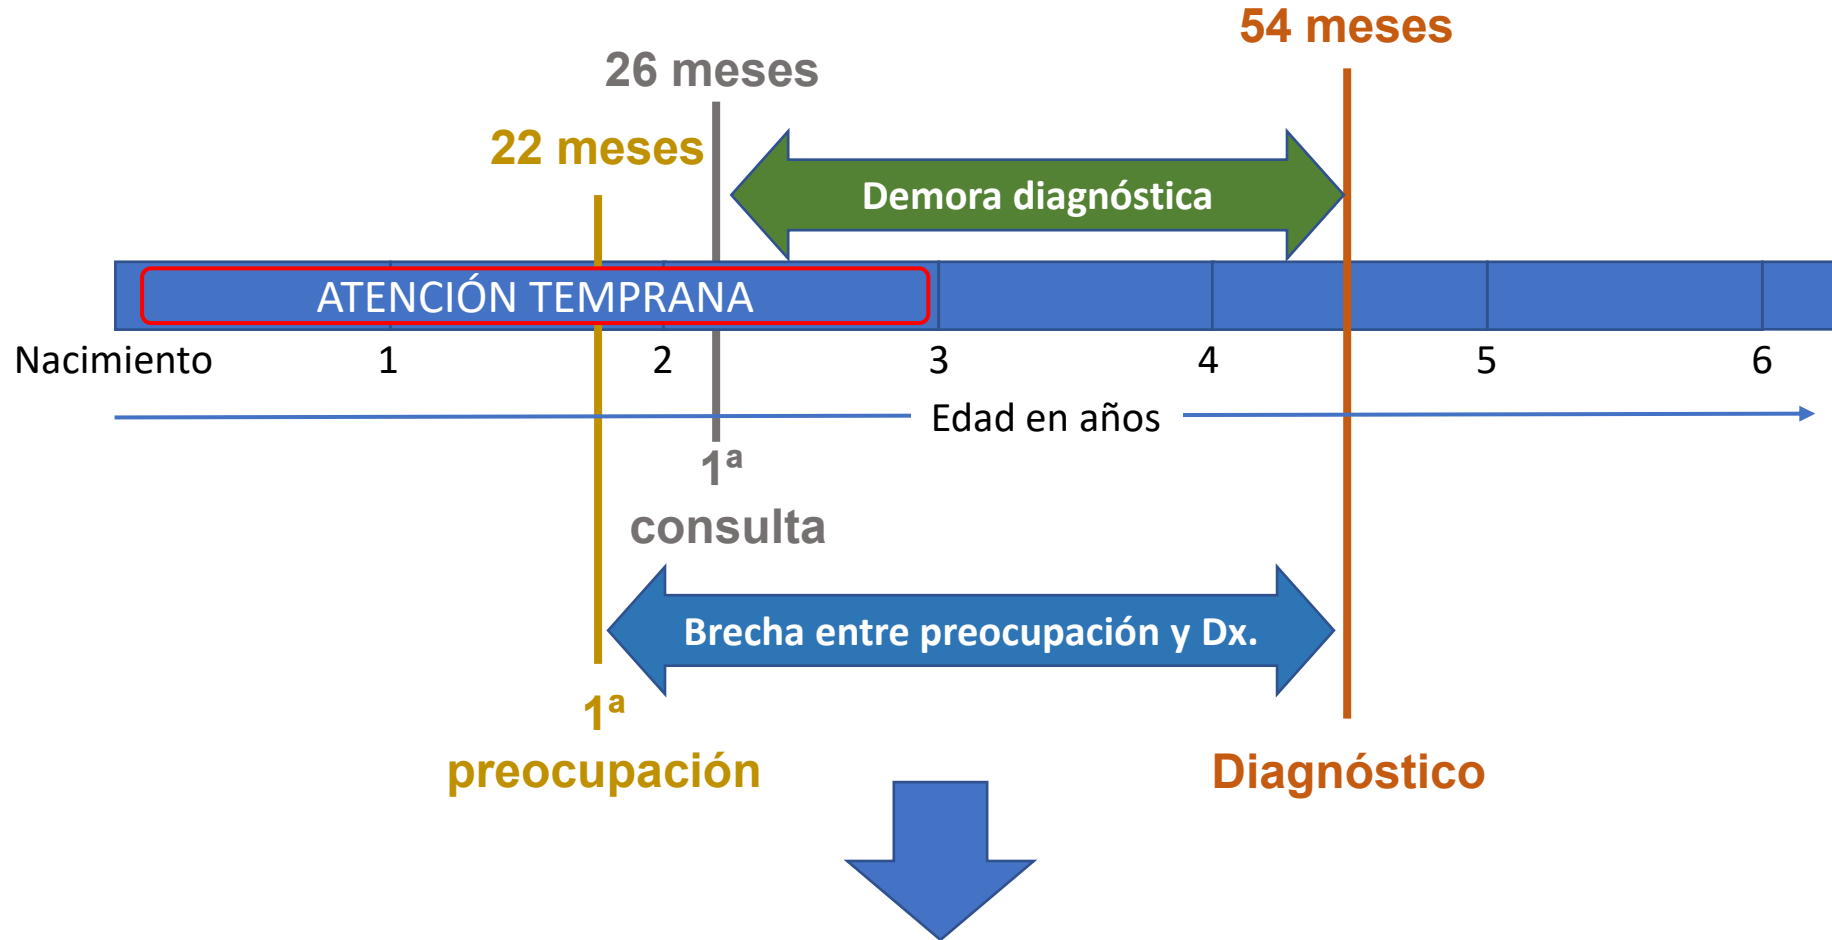 54 meses
26 meses
22 meses
Demora diagnóstica
ATENCIÓN TEMPRANA
Nacimiento 1 2 3 4 5 6
Edad en años
1ª
consulta
Brecha entre preocupación y Dx.
1ª
preocupación
Diagnóstico